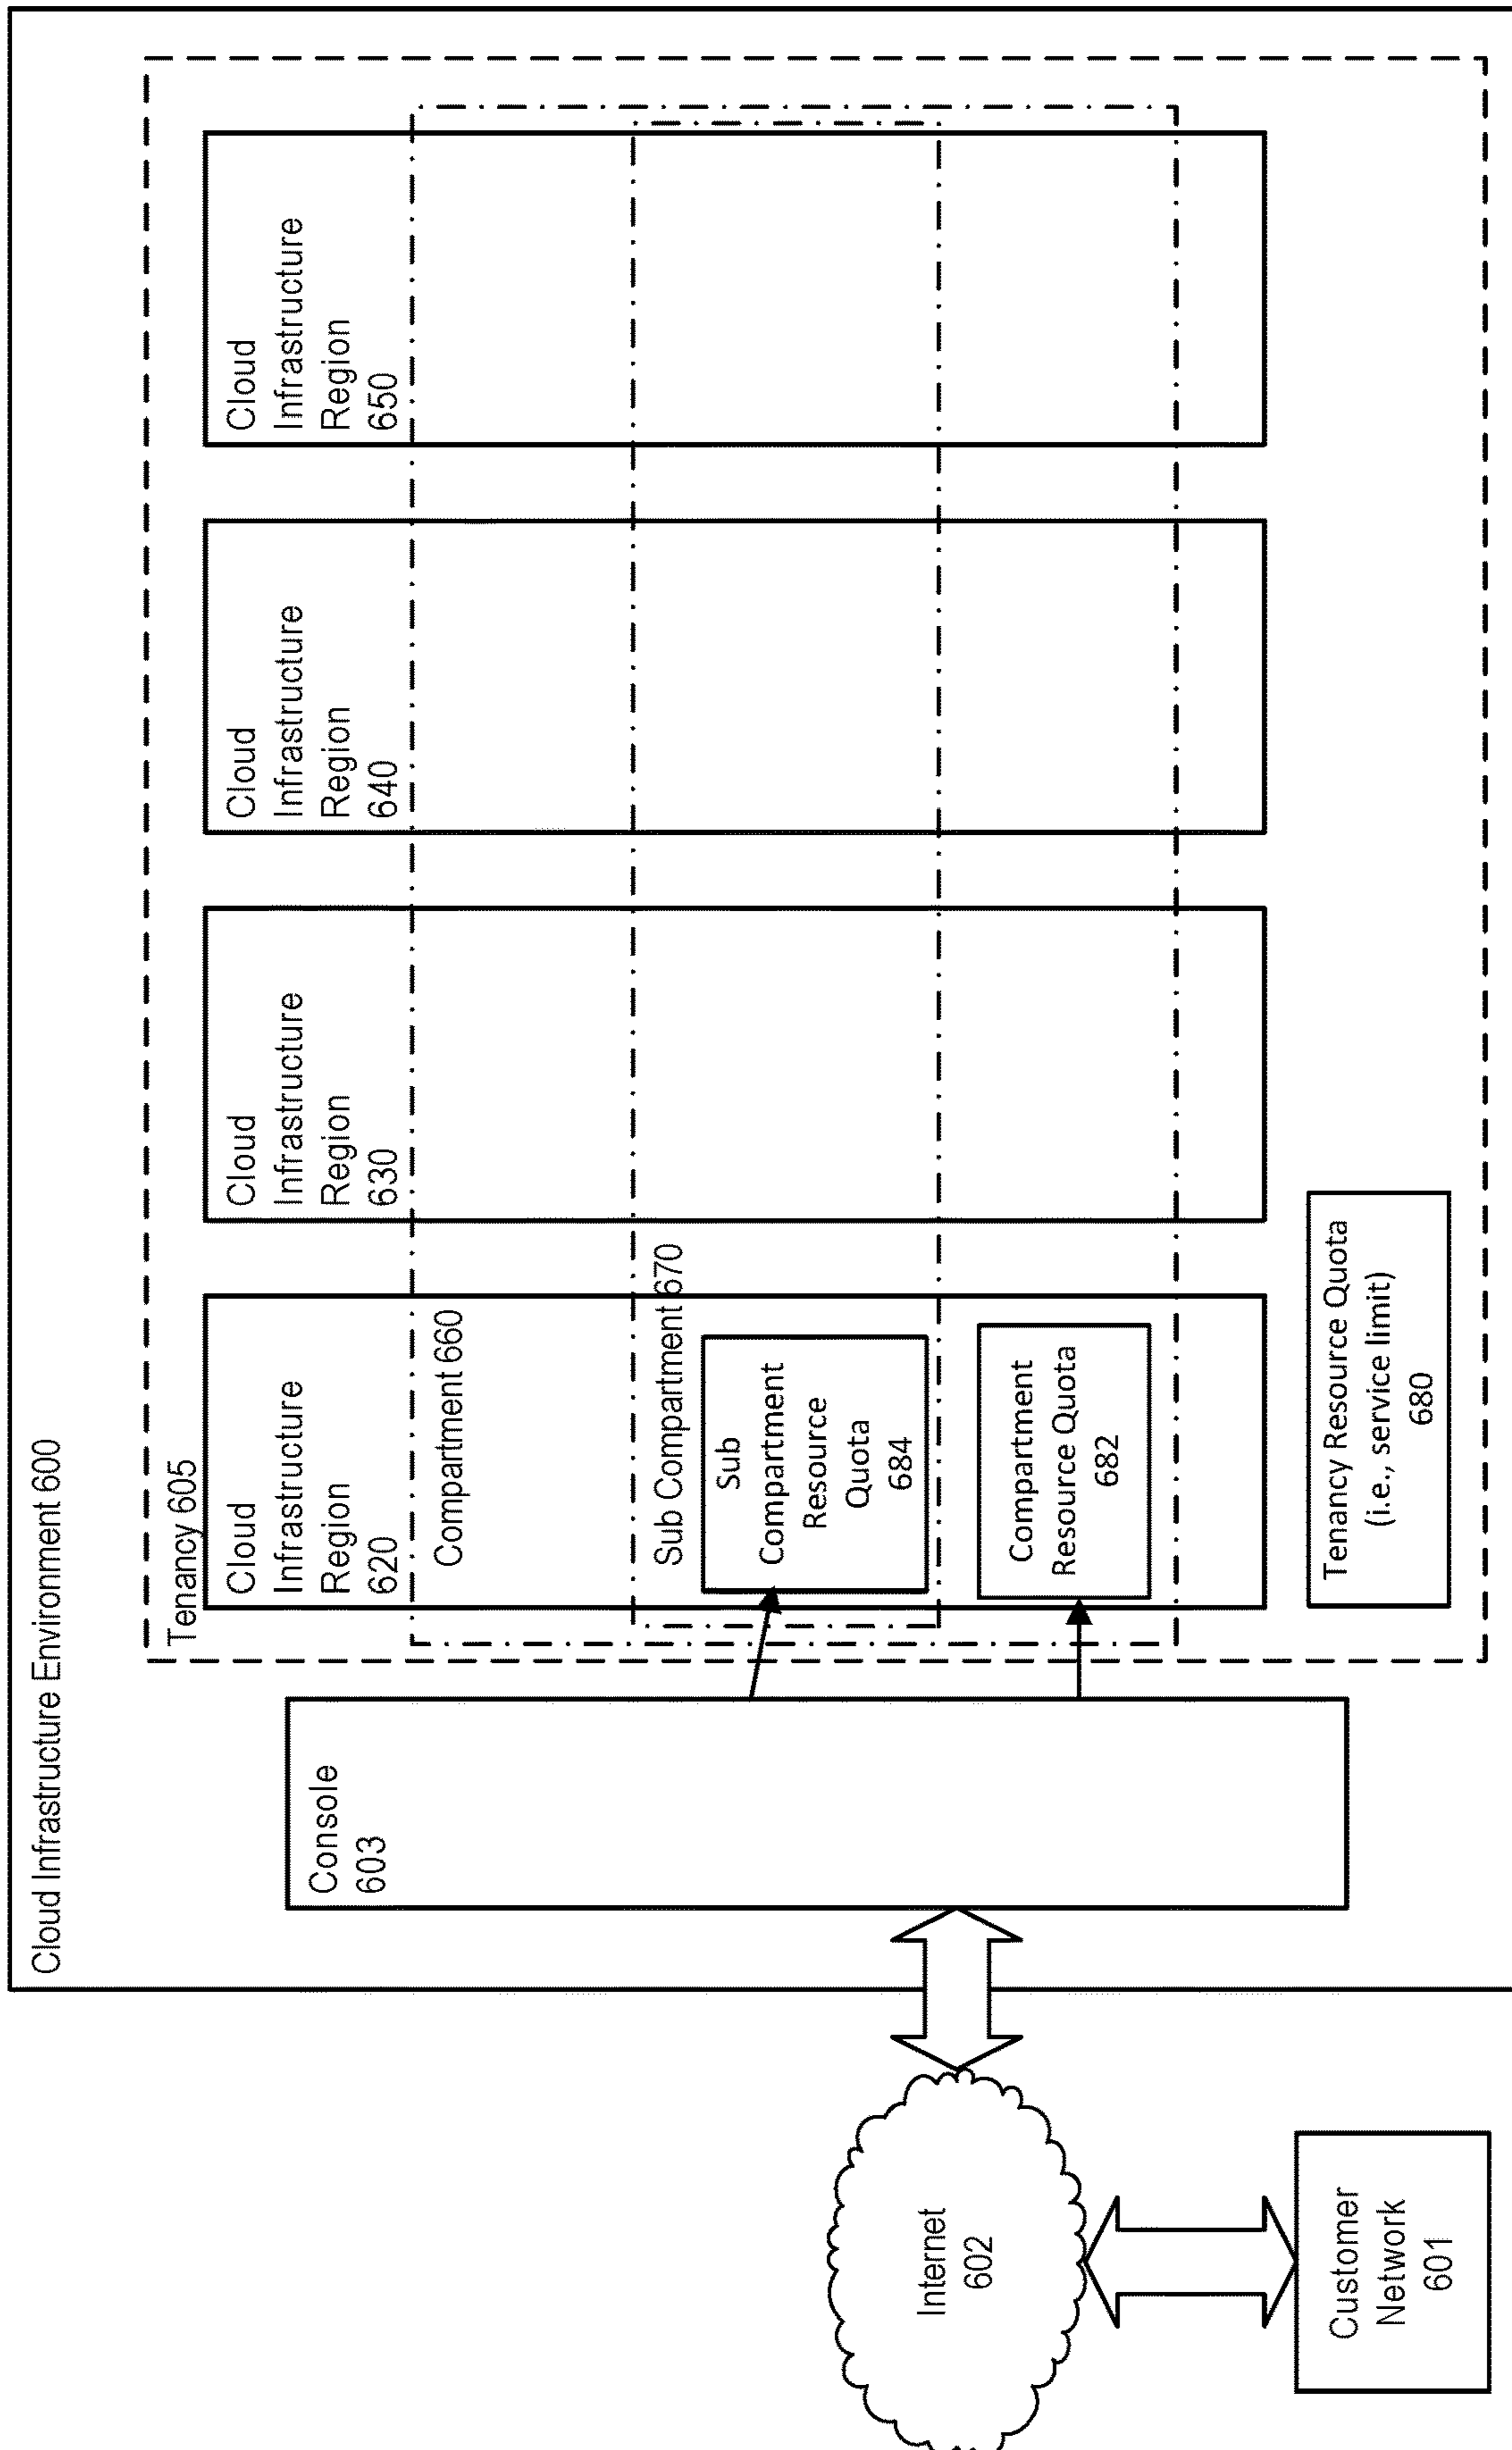 Cloud Infrastructure Environment 600
Tenancy 605
Cloud
Infrastructure
Region
620
Cloud
Infrastructure
Region
630
Cloud
Infrastructure
Region
640
Cloud
Infrastructure
Region
650
Compartment 660
Sub Compartment 670
Sub
Compartment
Resource
Quota
684
Compartment
Resource Quota
682
Tenancy Resource Quota
(i.e., service limit)
680
Console
603
Internet
602
Customer
Network
601